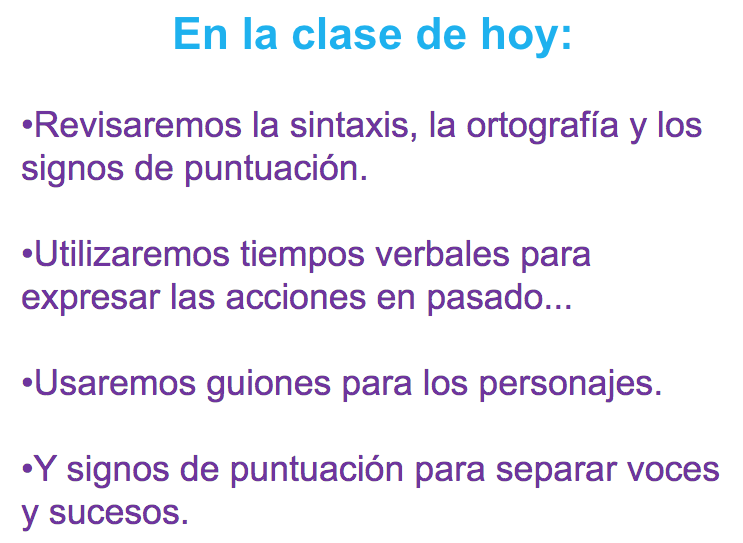 En la clase de hoy:
•Revisaremos la sintaxis, la ortografía y los
signos de puntuación.
•Utilizaremos tiempos verbales para
expresar las acciones en pasado...
•Usaremos guiones para los personajes.
•Y signos de puntuación para separar voces
y sucesos.